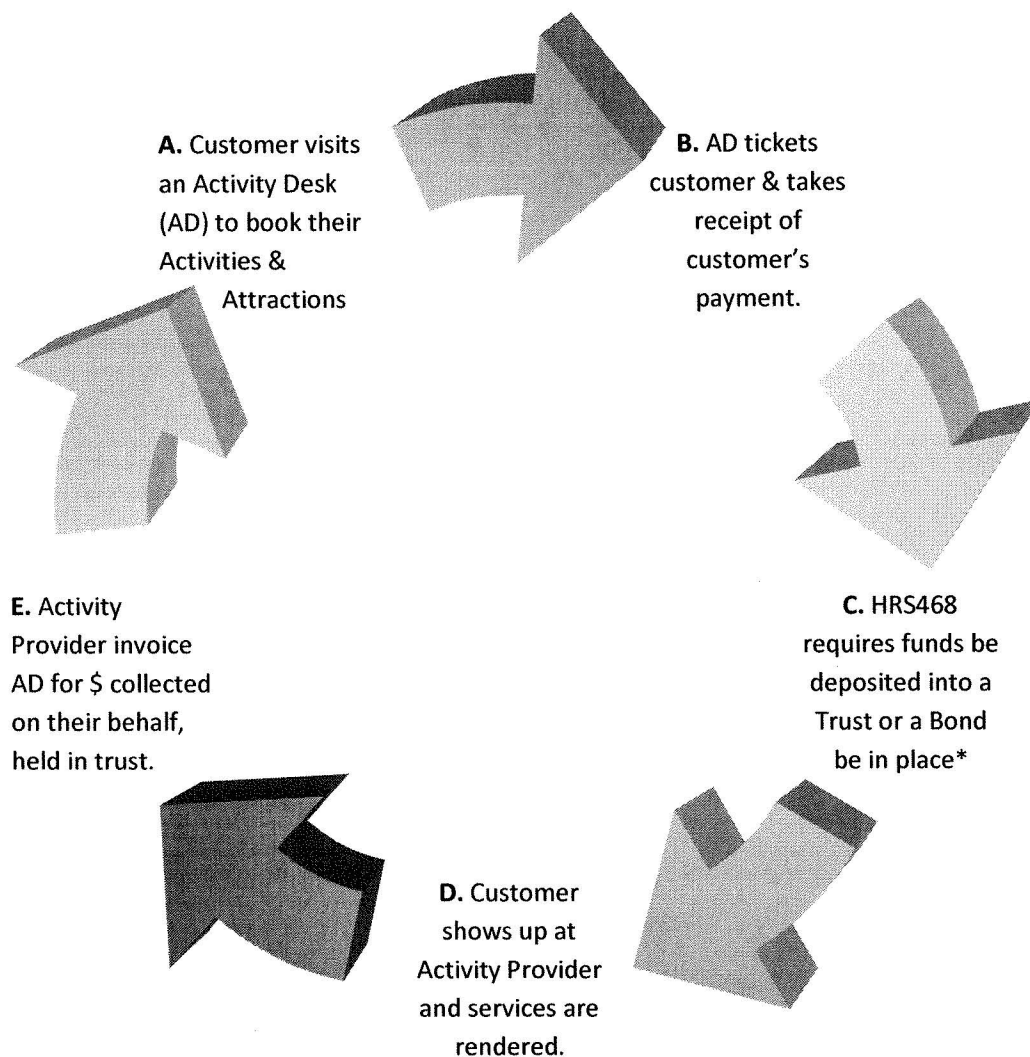 A. Customer visits
an Activity Desk
(AD) to book their
Activities &
Attractions
B. AD tickets
customer & takes
receipt of
customer’s
payment.
C. HRS468
requires funds be
deposited into a
Trust or a Bond
be in place*
D. Customer
shows up at
Activity Provider
and services are
rendered.
E. Activity
Provider invoice
AD for $ collected
on their behalf,
held in trust.